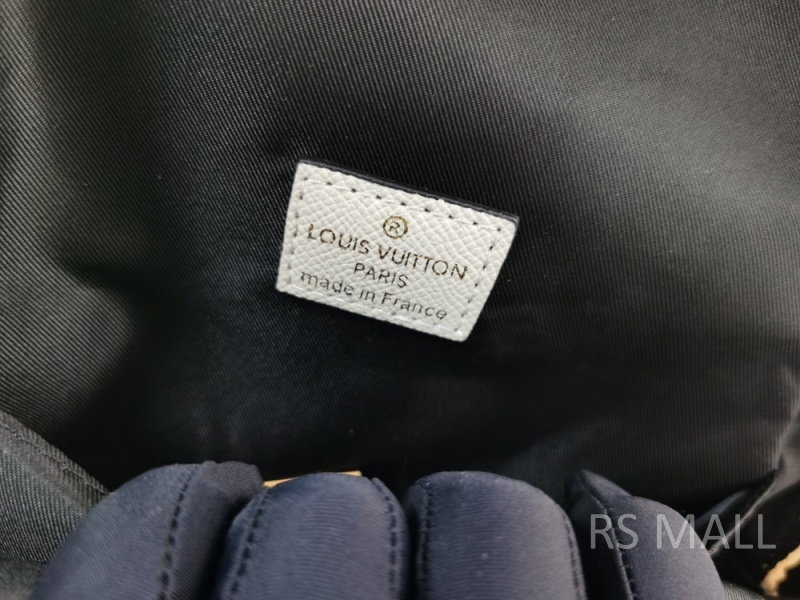 ®
LOUIS VUITTON
PARIS
made in France
RS MALL